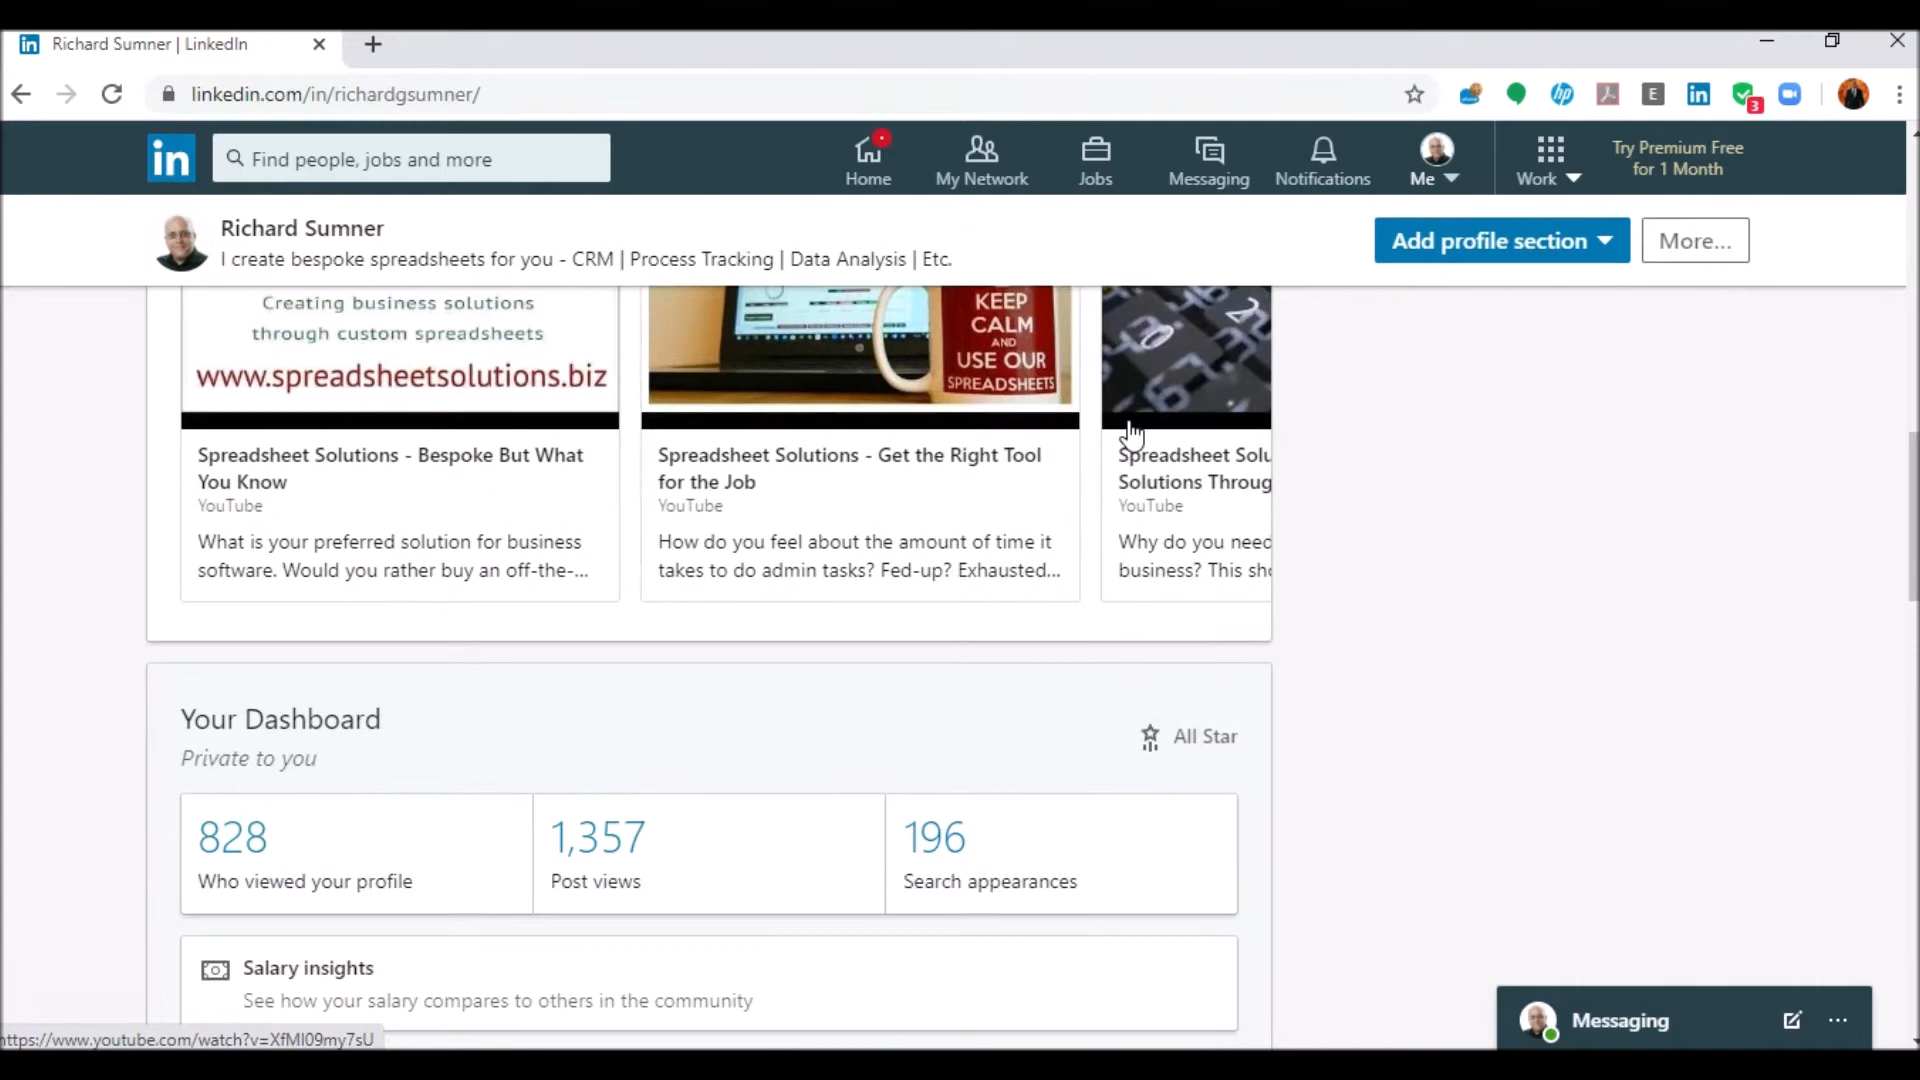 Richard Sumner | LinkedIn
linkedin.com/in/richardgsumner/
E
3
in
Find people, jobs and more
Home
My Network
Jobs
Messaging
Notifications
Me
Work
Try Premium Free
for 1 Month
Richard Sumner
I create bespoke spreadsheets for you - CRM | Process Tracking | Data Analysis | Etc.
Add profile section
More...
Creating business solutions
through custom spreadsheets
www.spreadsheetsolutions.biz
KEEP
CALM
AND
USE OUR
SPREADSHEETS
Spreadsheet Solutions - Bespoke But What
You Know
YouTube
What is your preferred solution for business
software. Would you rather buy an off-the-...
Spreadsheet Solutions - Get the Right Tool
for the Job
YouTube
How do you feel about the amount of time it
takes to do admin tasks? Fed-up? Exhausted...
Spreadsheet Solu
Solutions Throug
YouTube
Why do you need
business? This sho
Your Dashboard
Private to you
All Star
828
Who viewed your profile
1,357
Post views
196
Search appearances
Salary insights
See how your salary compares to others in the community
Messaging
https://www.youtube.com/watch?v=XfMl09my7sU